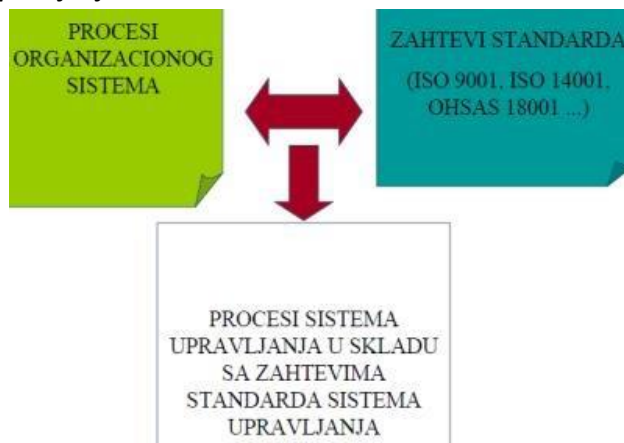 PROCESI
ORGANIZACIONOG
SISTEMA
ZAHTEVI STANDARDA
(ISO 9001, ISO 14001,
OHSAS 18001 ...)
PROCESI SISTEMA
UPRAVLJANJA U SKLADU
SA ZAHTEVIMA
STANDARDA SISTEMA
UPRAVLJANJA